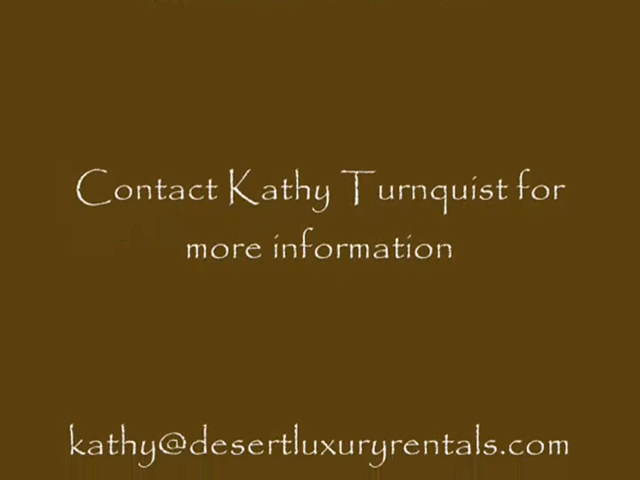 Contact Kathy Turnquist for
more information
kathy@desertluxuryrentals.com